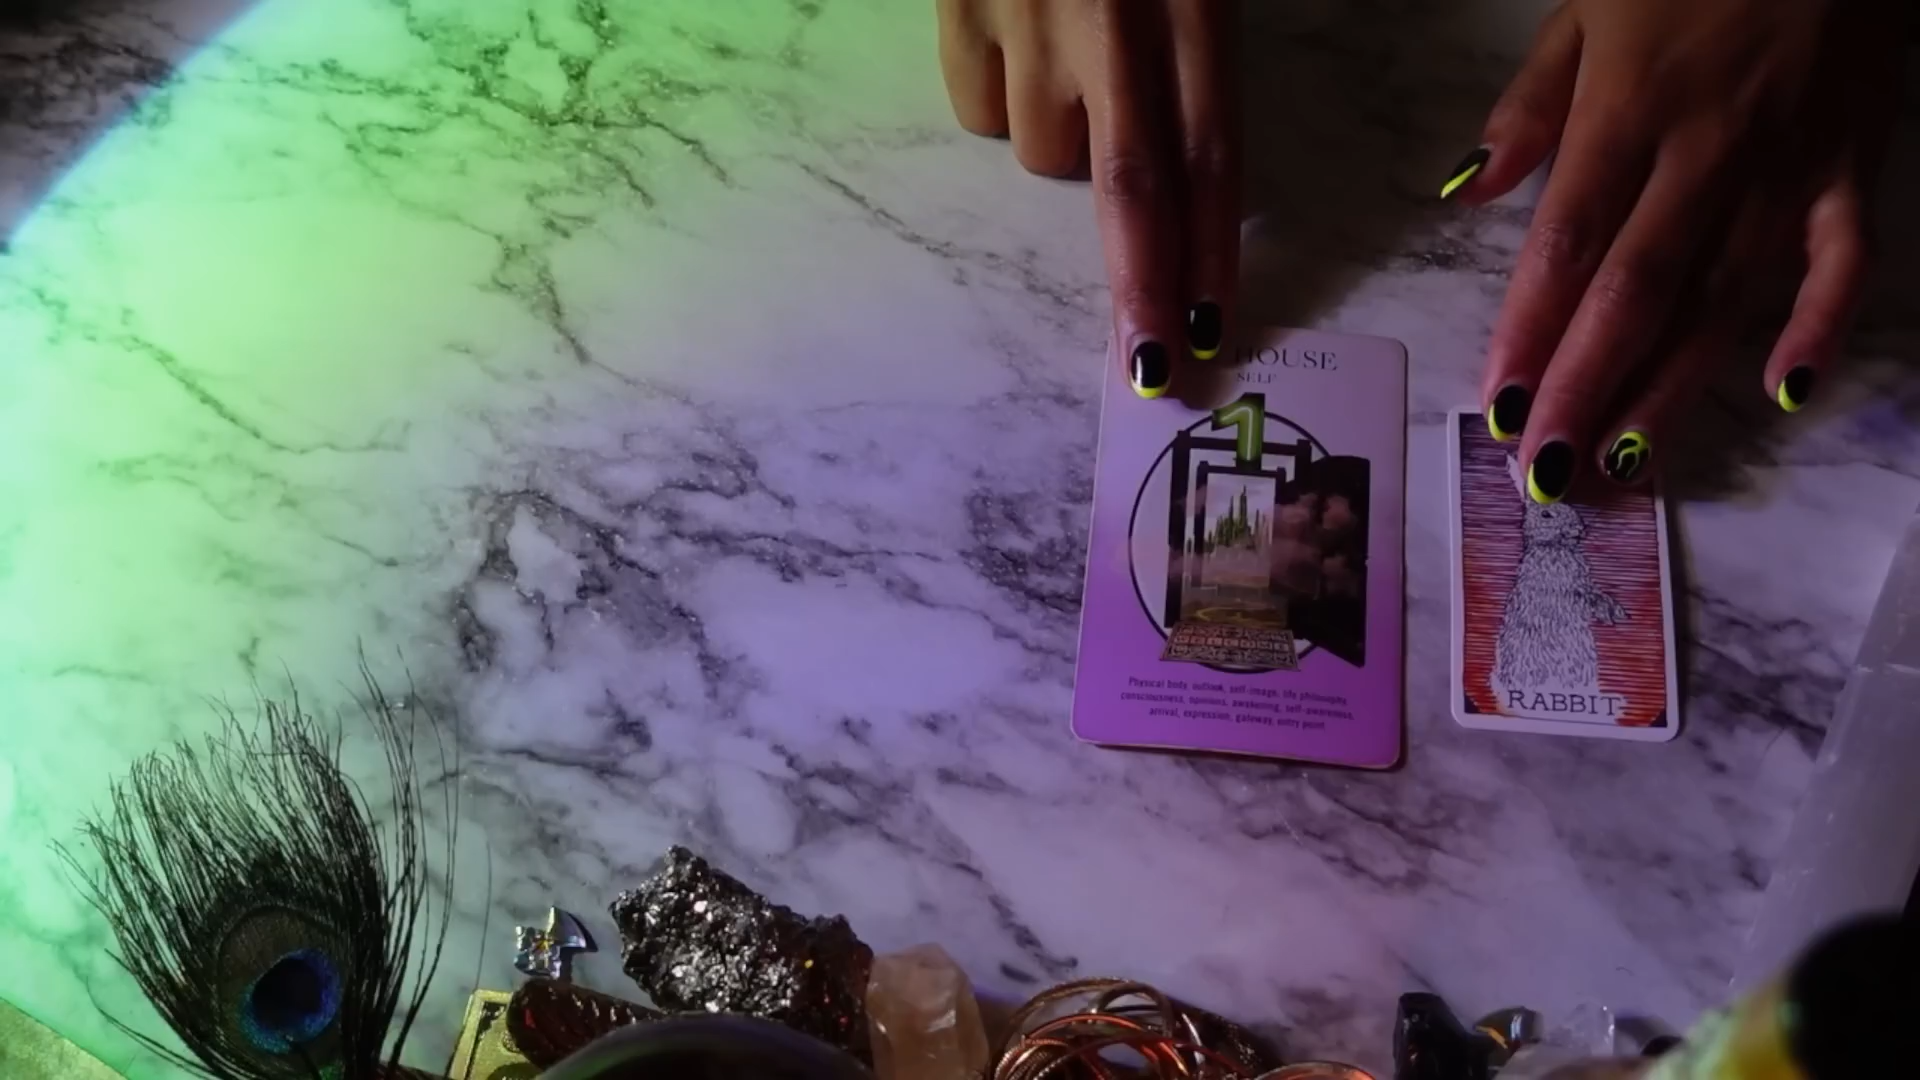 HOUSE
SELF
1
WELCOME
Physical body, outlook, self-image, life philosophy,
consciousness, opinions, awakening, self-awareness,
arrival, expression, gateway, entry point
RABBIT